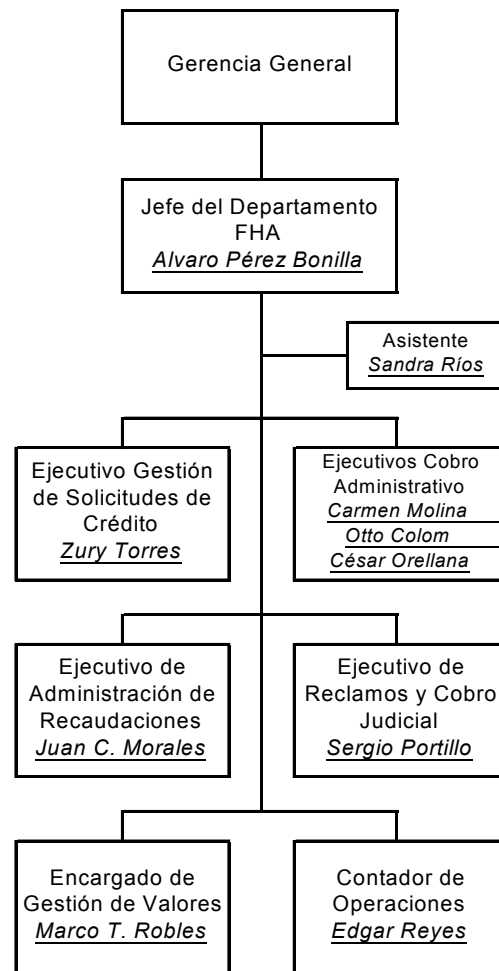 Gerencia General
Jefe del Departamento
FHA
Alvaro Pérez Bonilla
Asistente
Sandra Ríos
Ejecutivo Gestión
de Solicitudes de
Crédito
Zury Torres
Ejecutivos Cobro
Administrativo
Carmen Molina
Otto Colom
César Orellana
Ejecutivo de
Administración de
Recaudaciones
Juan C. Morales
Ejecutivo de
Reclamos y Cobro
Judicial
Sergio Portillo
Encargado de
Gestión de Valores
Marco T. Robles
Contador de
Operaciones
Edgar Reyes